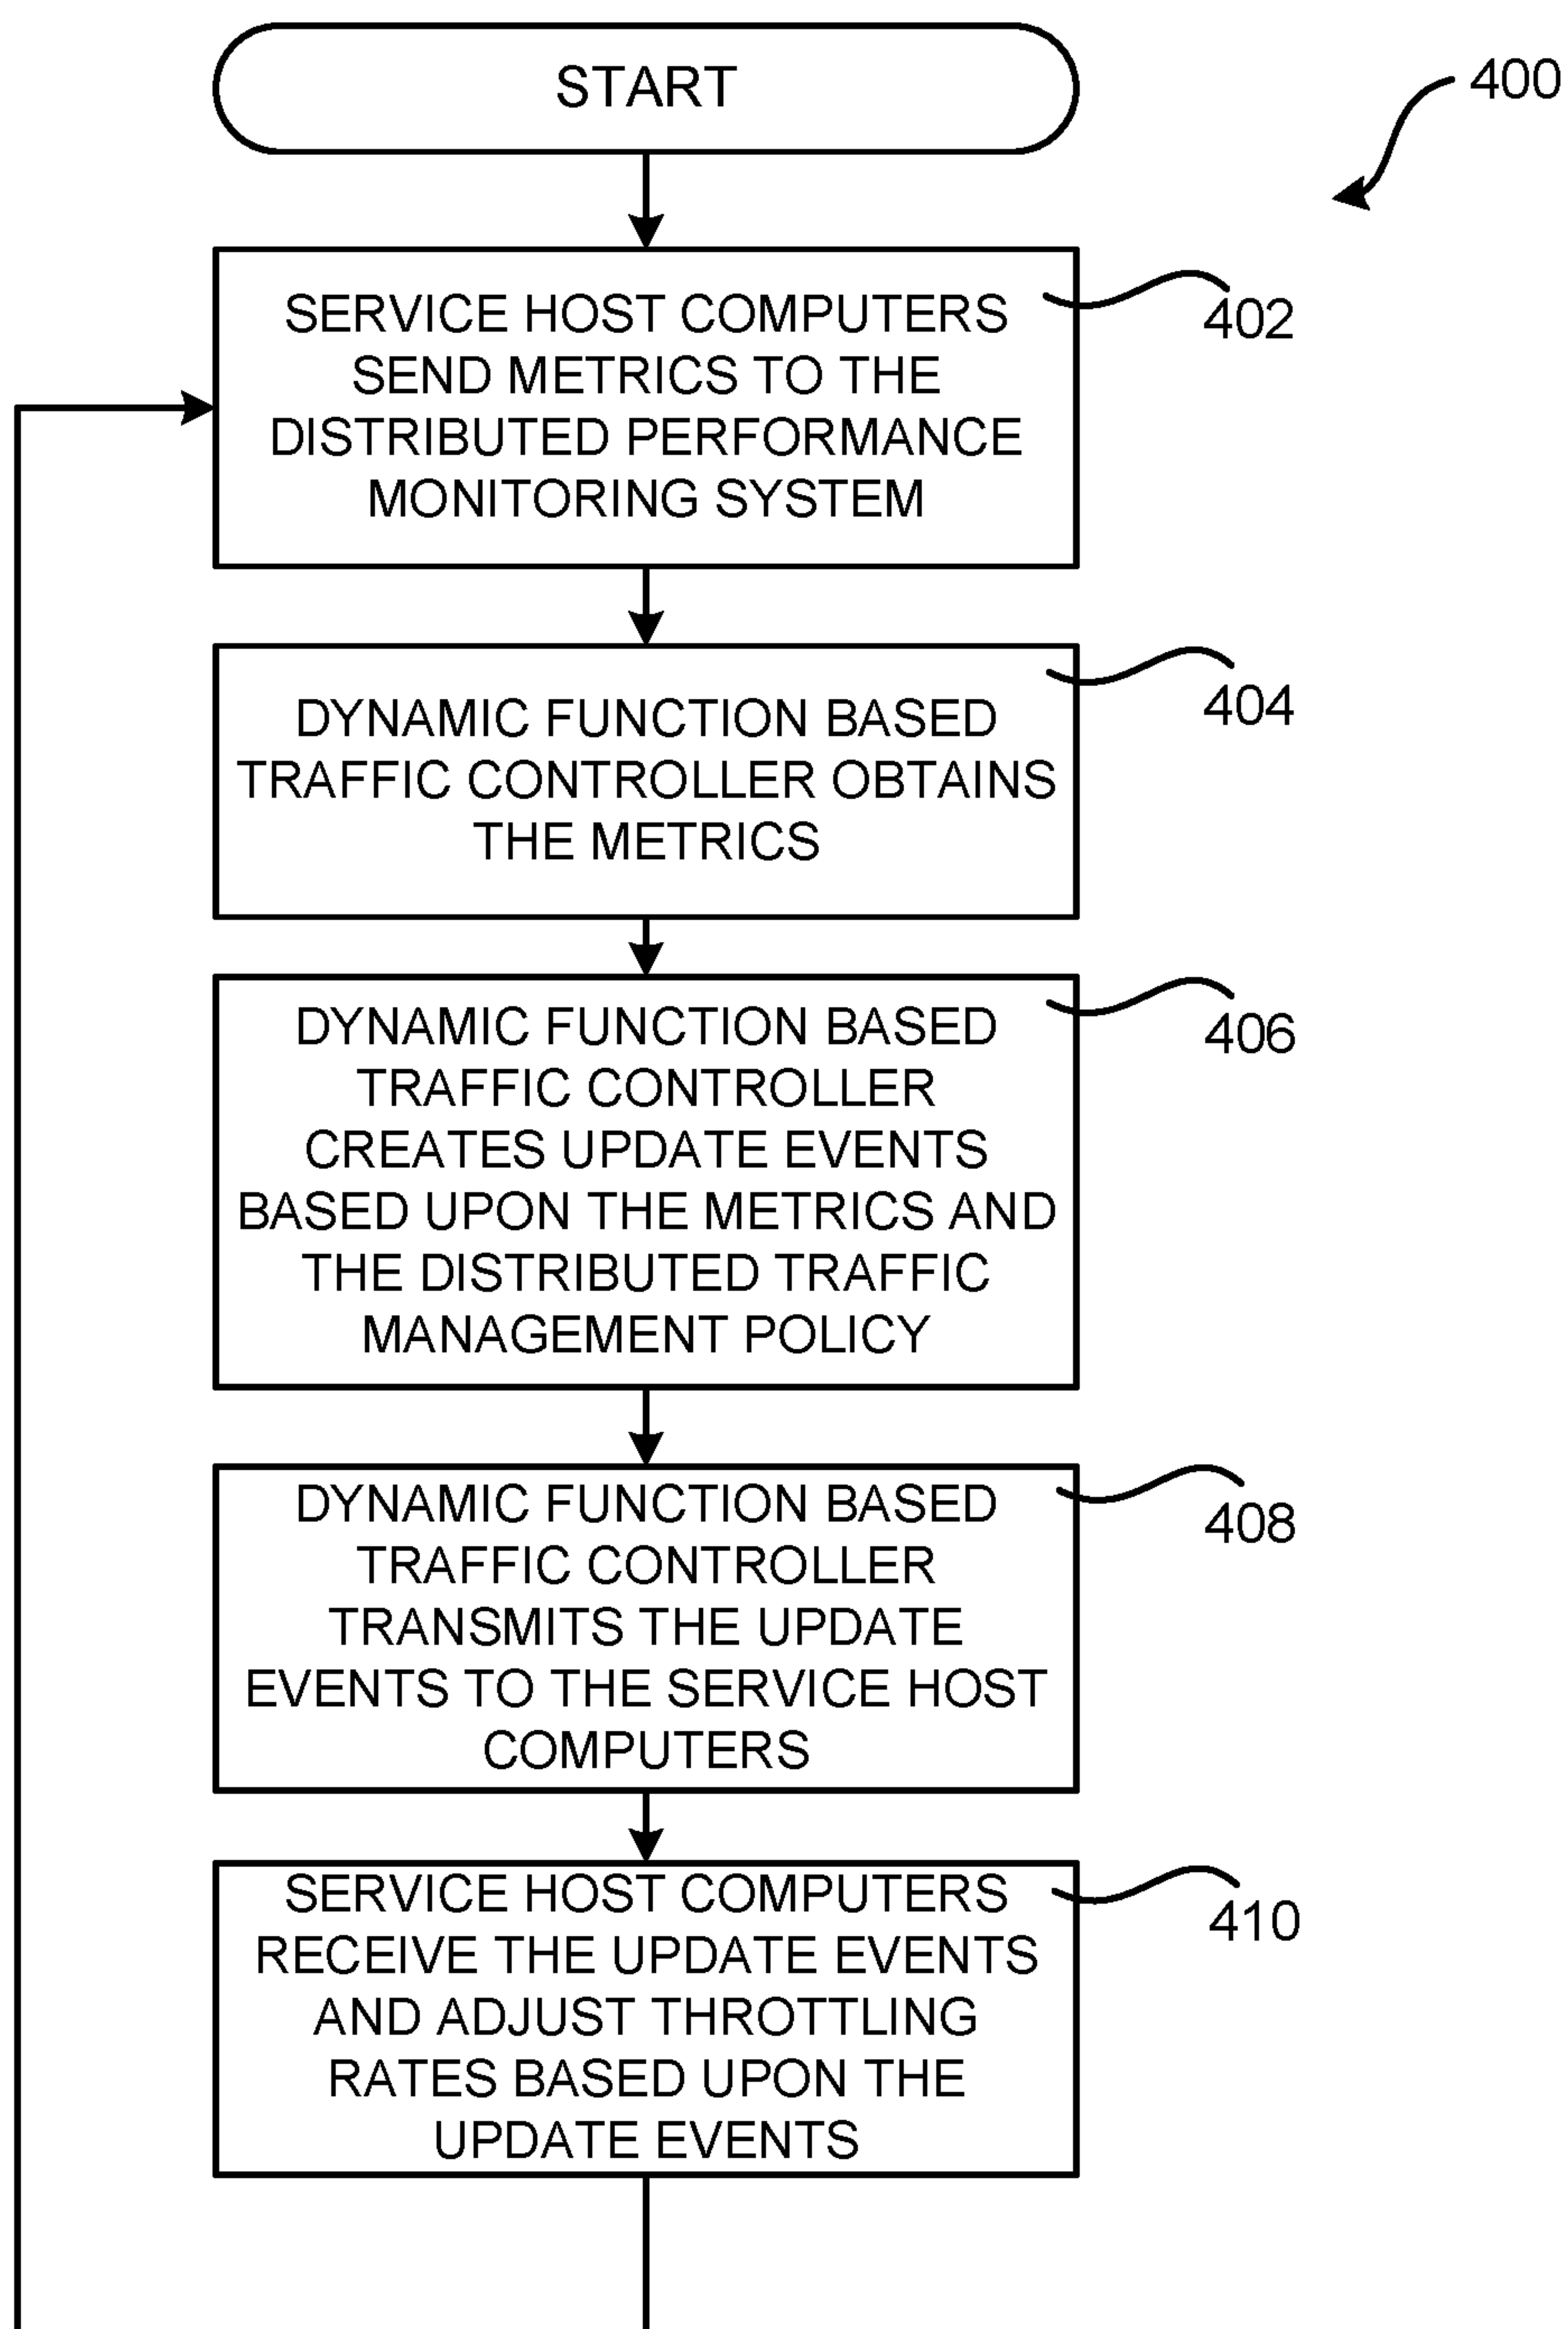 START
400
SERVICE HOST COMPUTERS
SEND METRICS TO THE
DISTRIBUTED PERFORMANCE
MONITORING SYSTEM
402
DYNAMIC FUNCTION BASED
TRAFFIC CONTROLLER OBTAINS
THE METRICS
404
DYNAMIC FUNCTION BASED
TRAFFIC CONTROLLER
CREATES UPDATE EVENTS
BASED UPON THE METRICS AND
THE DISTRIBUTED TRAFFIC
MANAGEMENT POLICY
406
DYNAMIC FUNCTION BASED
TRAFFIC CONTROLLER
TRANSMITS THE UPDATE
EVENTS TO THE SERVICE HOST
COMPUTERS
408
SERVICE HOST COMPUTERS
RECEIVE THE UPDATE EVENTS
AND ADJUST THROTTLING
RATES BASED UPON THE
UPDATE EVENTS
410